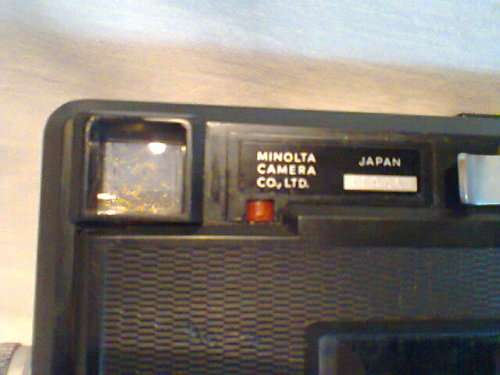 MINOLTA
CAMERA
CO., LTD.
JAPAN